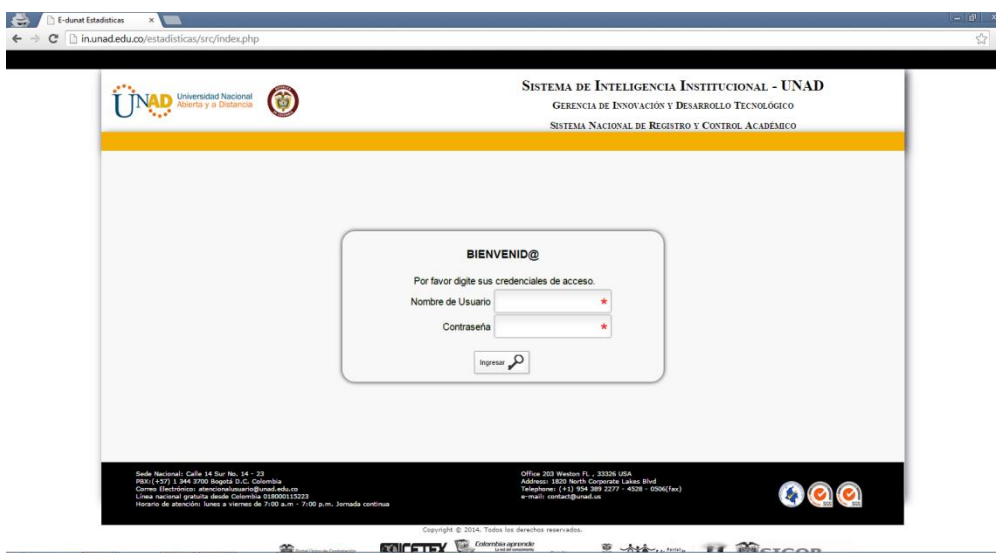 E-dunat Estadisticas
in.unad.edu.co/estadisticas/src/index.php
UNAD Universidad Nacional
Abierta y a Distancia
Sistema de Inteligencia Institucional - UNAD
Gerencia de Innovación y Desarrollo Tecnológico
Sistema Nacional de Registro y Control Académico
BIENVENID@
Por favor digite sus credenciales de acceso.
Nombre de Usuario *
Contraseña *
Ingresar
Sede Nacional: Calle 14 Sur No. 14 - 23
PBX:(+57) 1 344 3700 Bogotá D.C. Colombia
Correo Electrónico: atencionalusuario@unad.edu.co
Línea nacional gratuita desde Colombia 018000115223
Horario de atención: lunes a viernes de 7:00 a.m - 7:00 p.m. Jornada continua
Office 203 Weston FL , 33326 USA
Address: 1820 North Corporate Lakes Blvd
Telephone: (+1) 954 389 2277 - 4528 - 0506(fax)
e-mail: contact@unad.us
Copyright © 2014. Todos los derechos reservados.
Colombia aprende